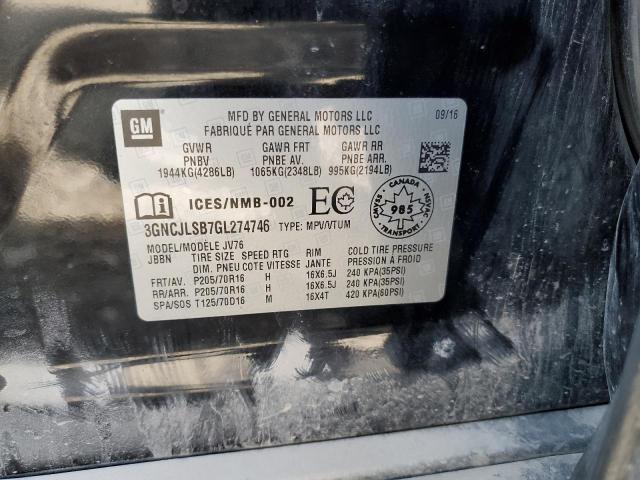 GM
MFD BY GENERAL MOTORS LLC
FABRIQUÉ PAR GENERAL MOTORS LLC
09/16
GVWR GAWR FRT GAWR RR
PNBV PNBE AV. PNBE ARR.
1944KG(4286LB) 1065KG(2348LB) 995KG(2194LB)
ICES/NMB-002 EC
CANADA
CMVSS 985 NSVAC
TRANSPORT
3GNCJLSB7GL274746 TYPE: MPV/VTUM
MODEL/MODÈLE JV76
JBBN TIRE SIZE SPEED RTG RIM COLD TIRE PRESSURE
DIM. PNEU COTE VITESSE JANTE PRESSION A FROID
FRT/AV. P205/70R16 H 16X6.5J 240 KPA(35PSI)
RR/ARR. P205/70R16 H 16X6.5J 240 KPA(35PSI)
SPA/SOS T125/70D16 M 16X4T 420 KPA(60PSI)